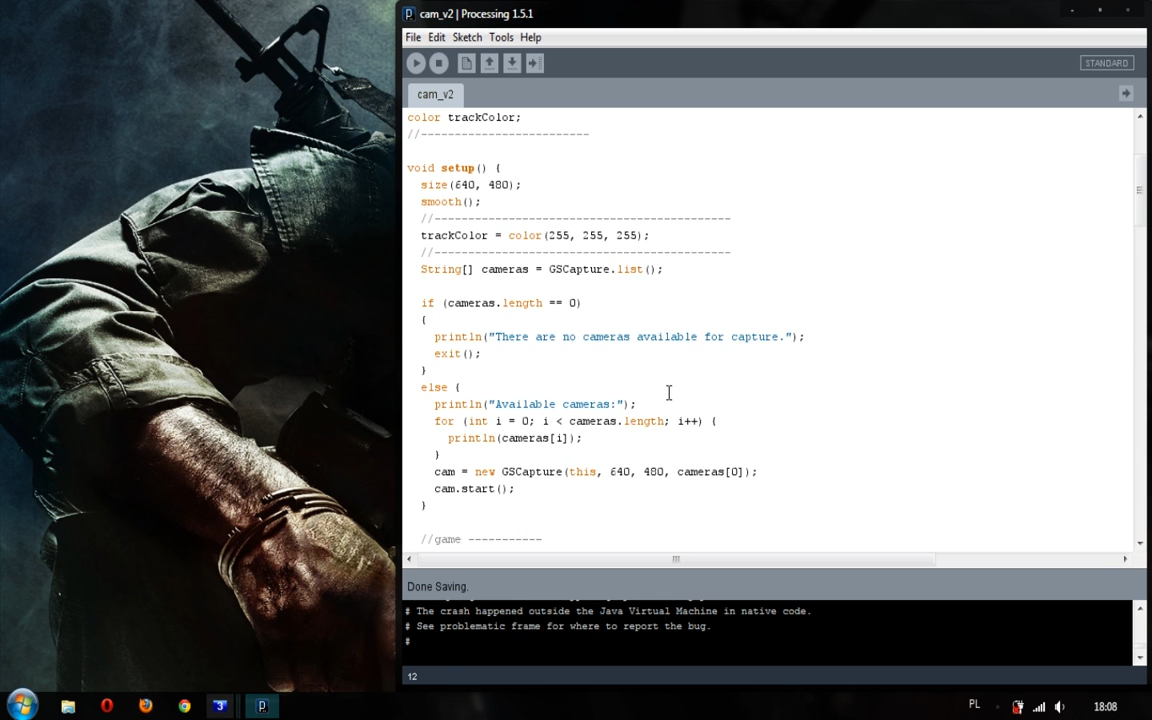 cam_v2 | Processing 1.5.1
File Edit Sketch Tools Help
STANDARD
cam_v2
color trackColor;
//-------------------------
void setup() {
size(640, 480);
smooth();
//--------------------------------------------
trackColor = color(255, 255, 255);
//--------------------------------------------
String[] cameras = GSCapture.list();
if (cameras.length == 0)
{
println("There are no cameras available for capture.");
exit();
}
else {
println("Available cameras:");
for (int i = 0; i < cameras.length; i++) {
println(cameras[i]);
}
cam = new GSCapture(this, 640, 480, cameras[0]);
cam.start();
}
//game -----------
Done Saving.
# The crash happened outside the Java Virtual Machine in native code.
# See problematic frame for where to report the bug.
#
12
PL 18:08